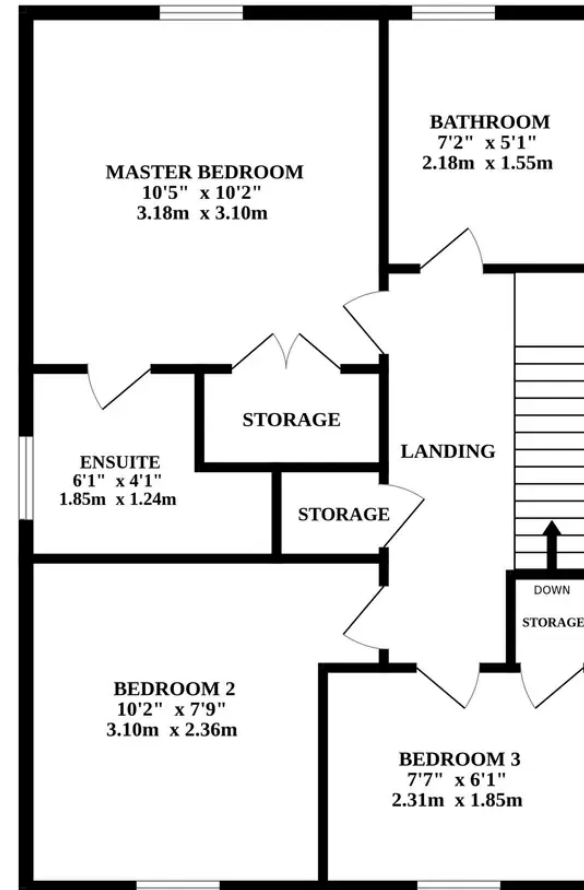 MASTER BEDROOM
10'5" x 10'2"
3.18m x 3.10m
BATHROOM
7'2" x 5'1"
2.18m x 1.55m
STORAGE
LANDING
ENSUITE
6'1" x 4'1"
1.85m x 1.24m
STORAGE
DOWN
STORAGE
BEDROOM 2
10'2" x 7'9"
3.10m x 2.36m
BEDROOM 3
7'7" x 6'1"
2.31m x 1.85m